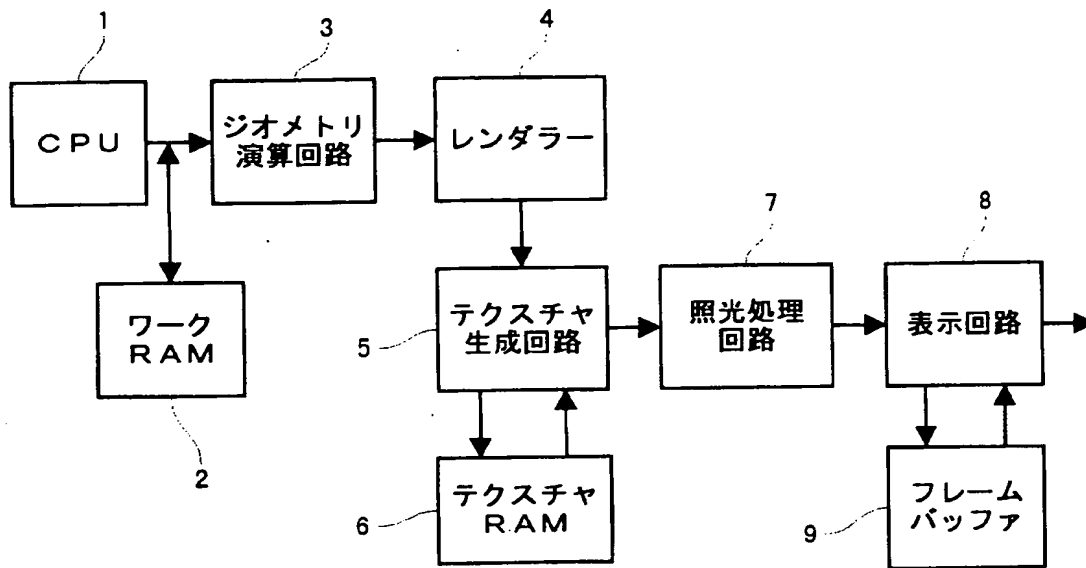 1
3
4
CPU
ジオメトリ
演算回路
レンダラー
7
8
ワーク
RAM
5
テクスチャ
生成回路
照光処理
回路
表示回路
2
6
テクスチャ
RAM
9
フレーム
バッファ